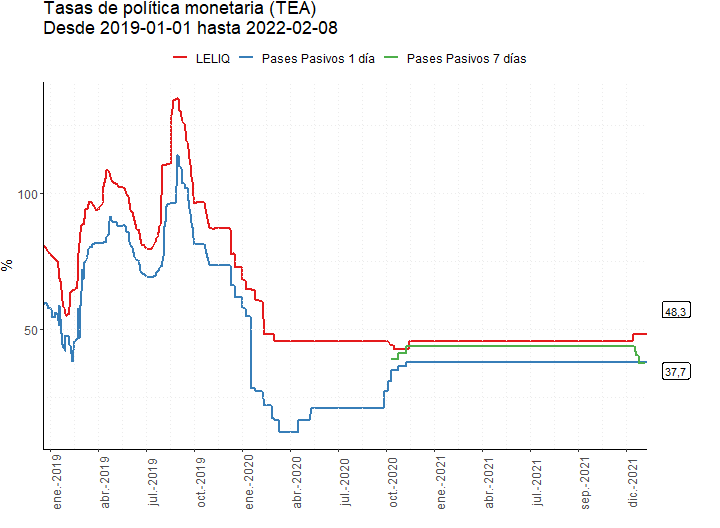 Tasas de política monetaria (TEA)
Desde 2019-01-01 hasta 2022-02-08
LELIQ Pases Pasivos 1 día Pases Pasivos 7 días
%
100
50
48,3
37,7
ene.-2019
abr.-2019
jul.-2019
oct.-2019
ene.-2020
abr.-2020
jul.-2020
oct.-2020
ene.-2021
abr.-2021
jun.-2021
sep.-2021
dic.-2021